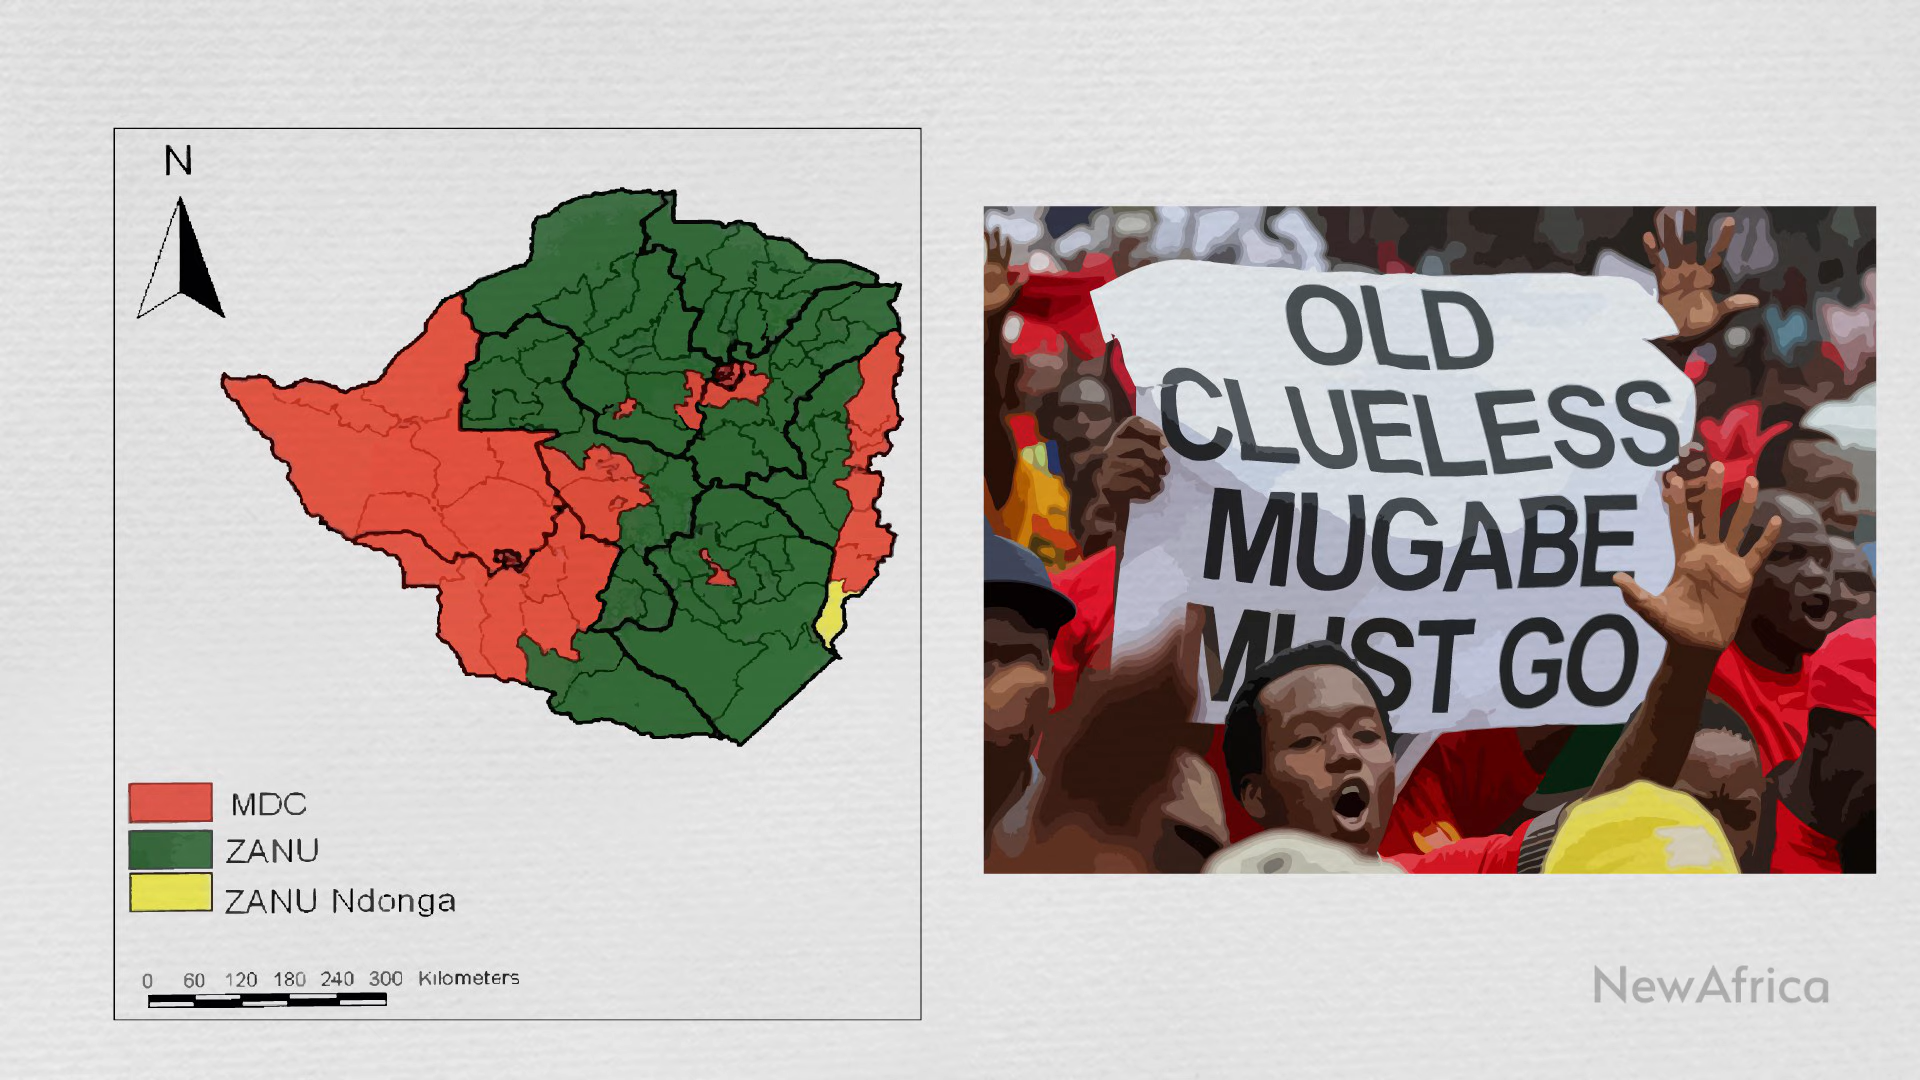 N
MDC
ZANU
ZANU Ndonga
0 60 120 180 240 300 Kilometers
OLD
CLUELESS
MUGABE
MUST GO
NewAfrica